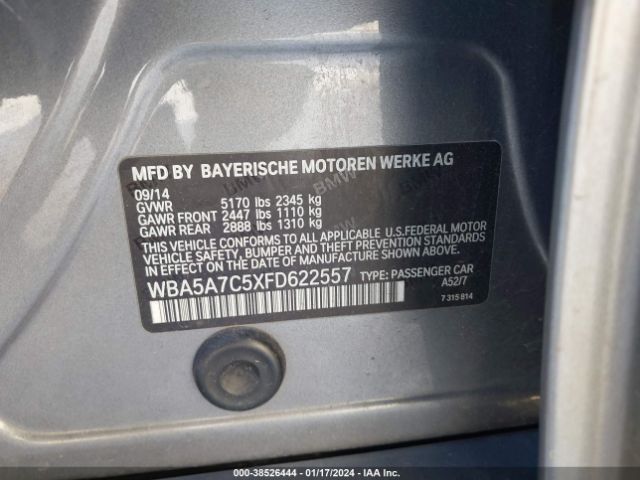 MFD BY BAYERISCHE MOTOREN WERKE AG
09/14
GVWR 5170 lbs 2345 kg
GAWR FRONT 2447 lbs 1110 kg
GAWR REAR 2888 lbs 1310 kg
THIS VEHICLE CONFORMS TO ALL APPLICABLE U.S.FEDERAL MOTOR
VEHICLE SAFETY, BUMPER, AND THEFT PREVENTION STANDARDS
IN EFFECT ON THE DATE OF MANUFACTURE SHOWN ABOVE.
WBA5A7C5XFD622557 TYPE: PASSENGER CAR
A52/7
7 315 814
BMW
000-38526444 - 01/17/2024 - IAA Inc.